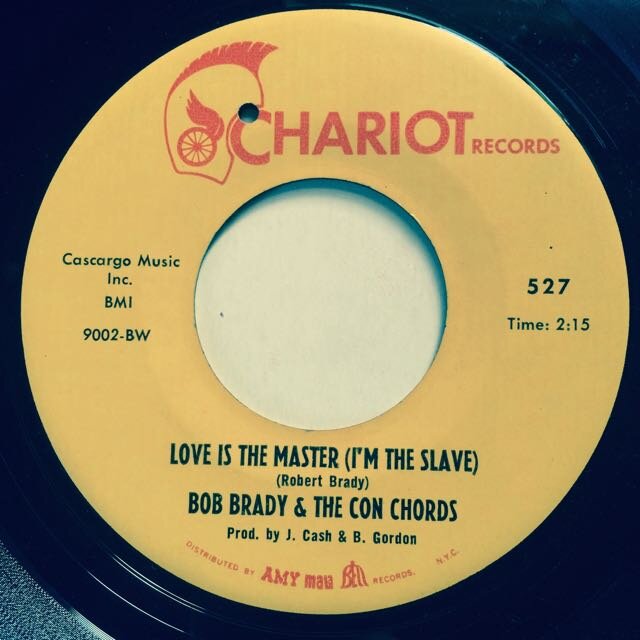 CHARIOT RECORDS
Cascargo Music
Inc.
BMI
9002-BW
527
Time: 2:15
LOVE IS THE MASTER (I'M THE SLAVE)
(Robert Brady)
BOB BRADY & THE CON CHORDS
Prod. by J. Cash & B. Gordon
DISTRIBUTED BY AMY mala Bell RECORDS, N.Y.C.